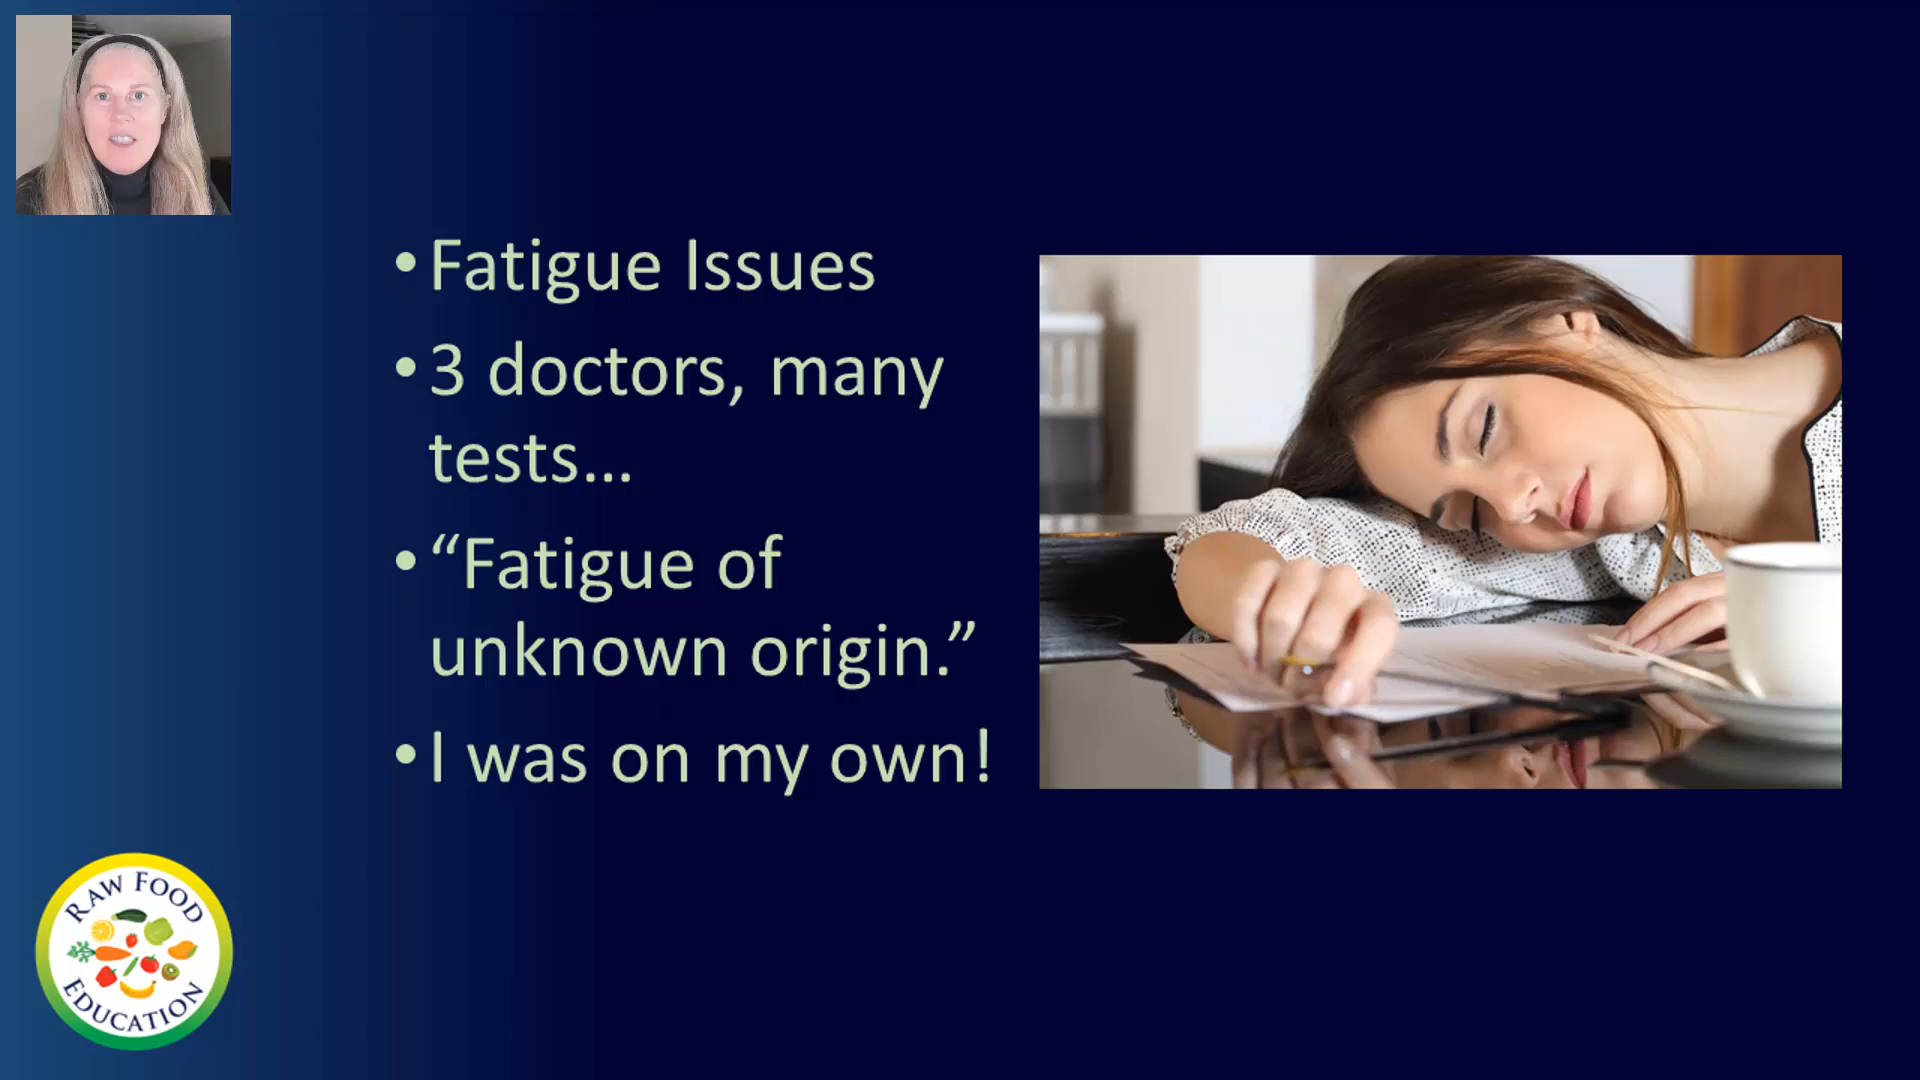 • Fatigue Issues
• 3 doctors, many
tests...
• “Fatigue of
unknown origin.”
• I was on my own!
RAW FOOD
EDUCATION